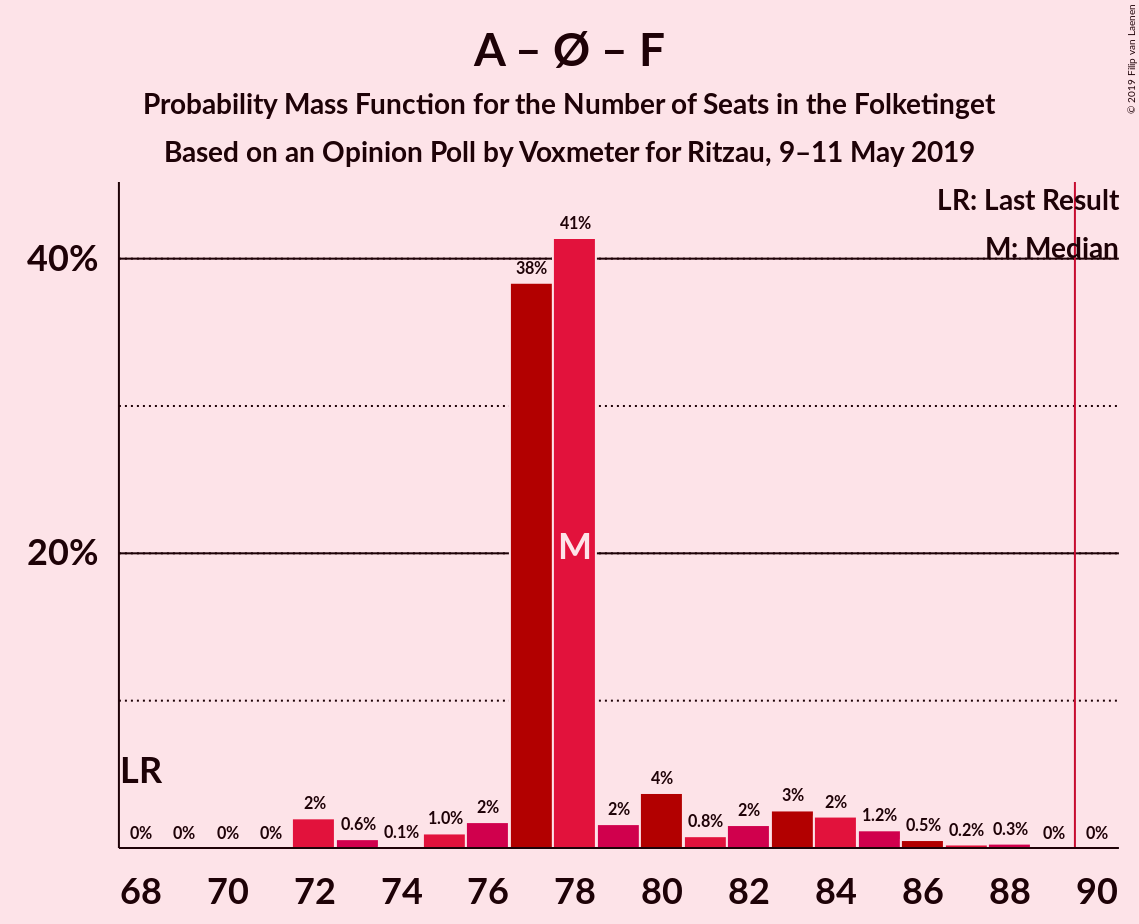 A – Ø – F
Probability Mass Function for the Number of Seats in the Folketinget
Based on an Opinion Poll by Voxmeter for Ritzau, 9–11 May 2019
© 2019 Filip van Laenen
LR: Last Result
M: Median
40%
20%
LR
M
0% 0% 0% 0% 2% 0.6% 0.1% 1.0% 2% 38% 41% 2% 4% 0.8% 2% 3% 2% 1.2% 0.5% 0.2% 0.3% 0% 0%
68 70 72 74 76 78 80 82 84 86 88 90